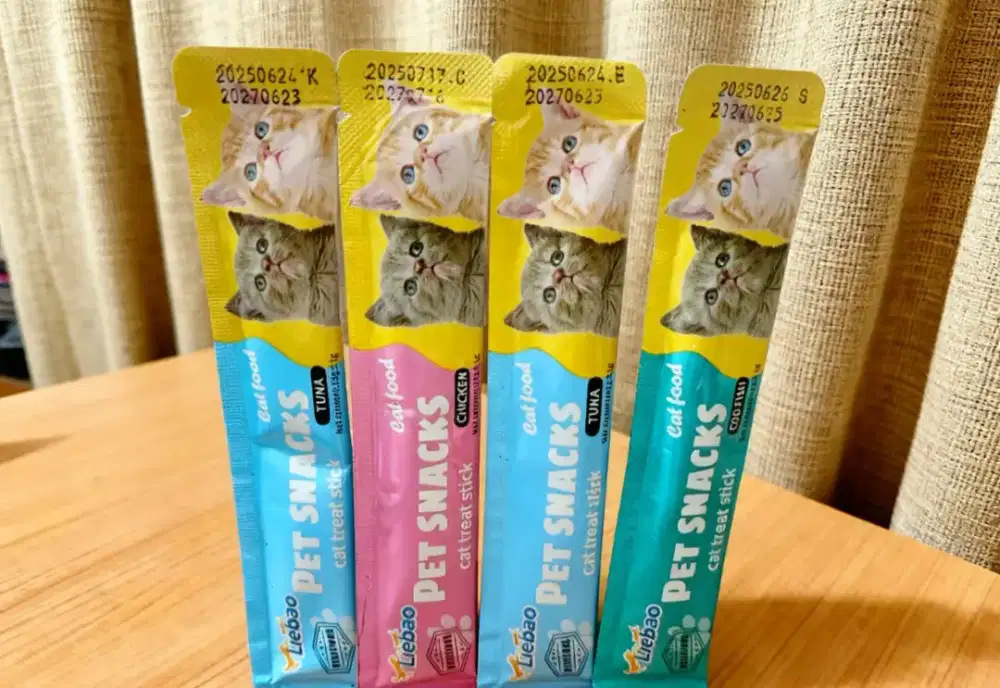 20250624*K
20270623
Cat food
TUNA
PET SNACKS
cat treat stick
Liebao
20250717.C
Cat food
CHICKEN
PET SNACKS
cat treat stick
Liebao
20250624.E
20270623
Cat food
TUNA
PET SNACKS
cat treat stick
Liebao
20250626 S
20270625
Cat food
PET SNACKS
cat treat stick
Liebao